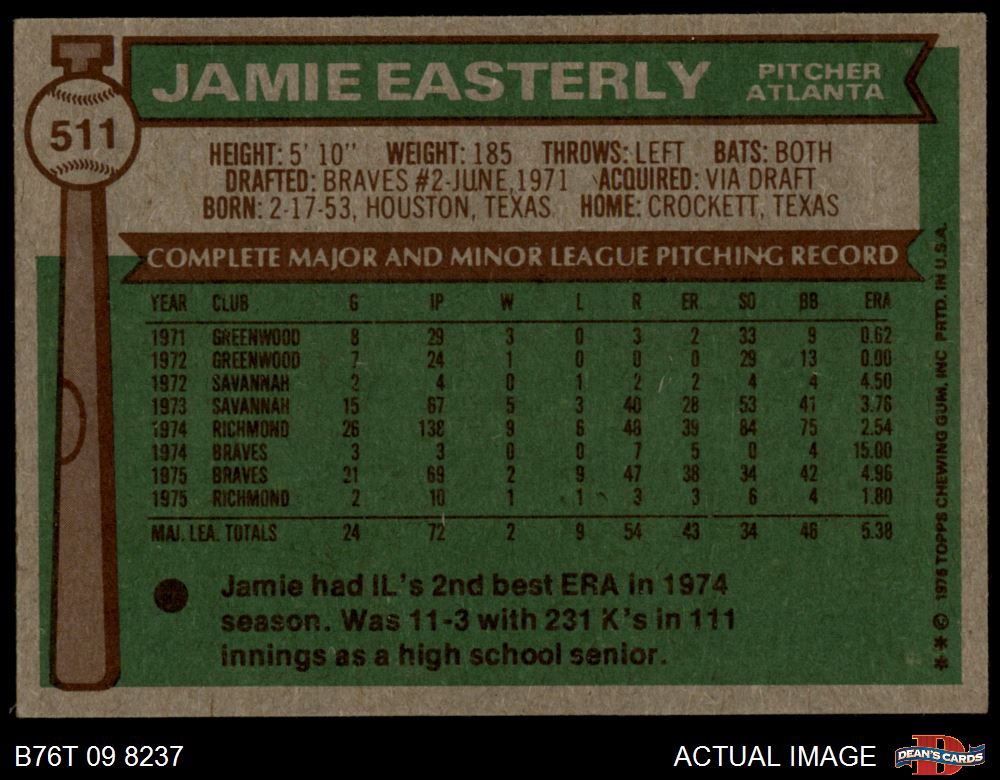 JAMIE EASTERLY
PITCHER
ATLANTA
511
HEIGHT: 5' 10" WEIGHT: 185 THROWS: LEFT BATS: BOTH
DRAFTED: BRAVES #2-JUNE, 1971 ACQUIRED: VIA DRAFT
BORN: 2-17-53, HOUSTON, TEXAS HOME: CROCKETT, TEXAS
COMPLETE MAJOR AND MINOR LEAGUE PITCHING RECORD
YEAR CLUB G IP W L R ER SO BB ERA
1971 GREENWOOD 8 29 3 0 3 2 33 9 0.62
1972 GREENWOOD 7 24 1 0 0 0 29 13 0.00
1972 SAVANNAH 2 4 0 1 2 2 4 4 4.50
1973 SAVANNAH 15 67 5 3 40 28 53 41 3.76
1974 RICHMOND 26 138 9 6 48 39 84 75 2.54
1974 BRAVES 3 3 0 0 7 5 0 4 15.00
1975 BRAVES 21 69 2 9 47 38 34 42 4.96
1975 RICHMOND 2 10 1 1 3 3 6 4 1.80
MAJ. LEA. TOTALS 24 72 2 9 54 43 34 46 5.38
Jamie had IL's 2nd best ERA in 1974
season. Was 11-3 with 231 K's in 111
innings as a high school senior.
** © 1976 TOPPS CHEWING GUM, INC PRTD. IN U.S.A.
B76T 09 8237
ACTUAL IMAGE
DEAN'S CARDS